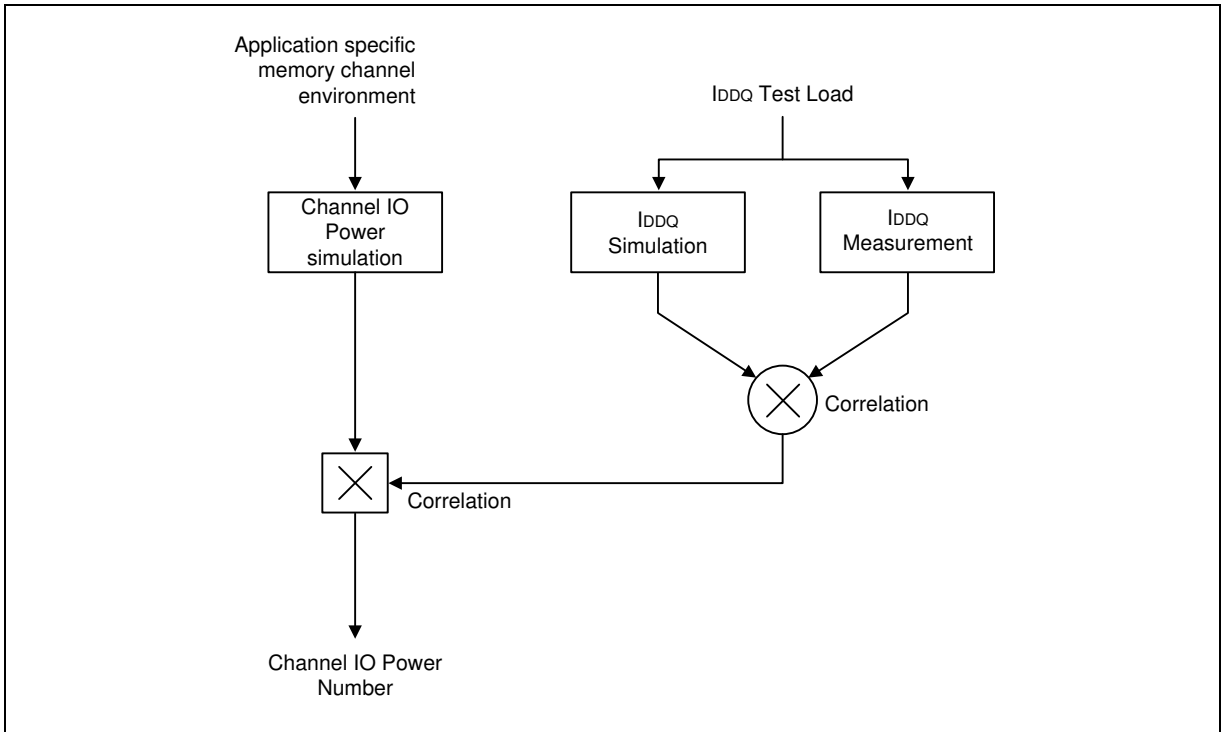 Application specific
memory channel
environment
IDDQ Test Load
Channel IO
Power
simulation
IDDQ
Simulation
IDDQ
Measurement
Correlation
Correlation
Channel IO Power
Number